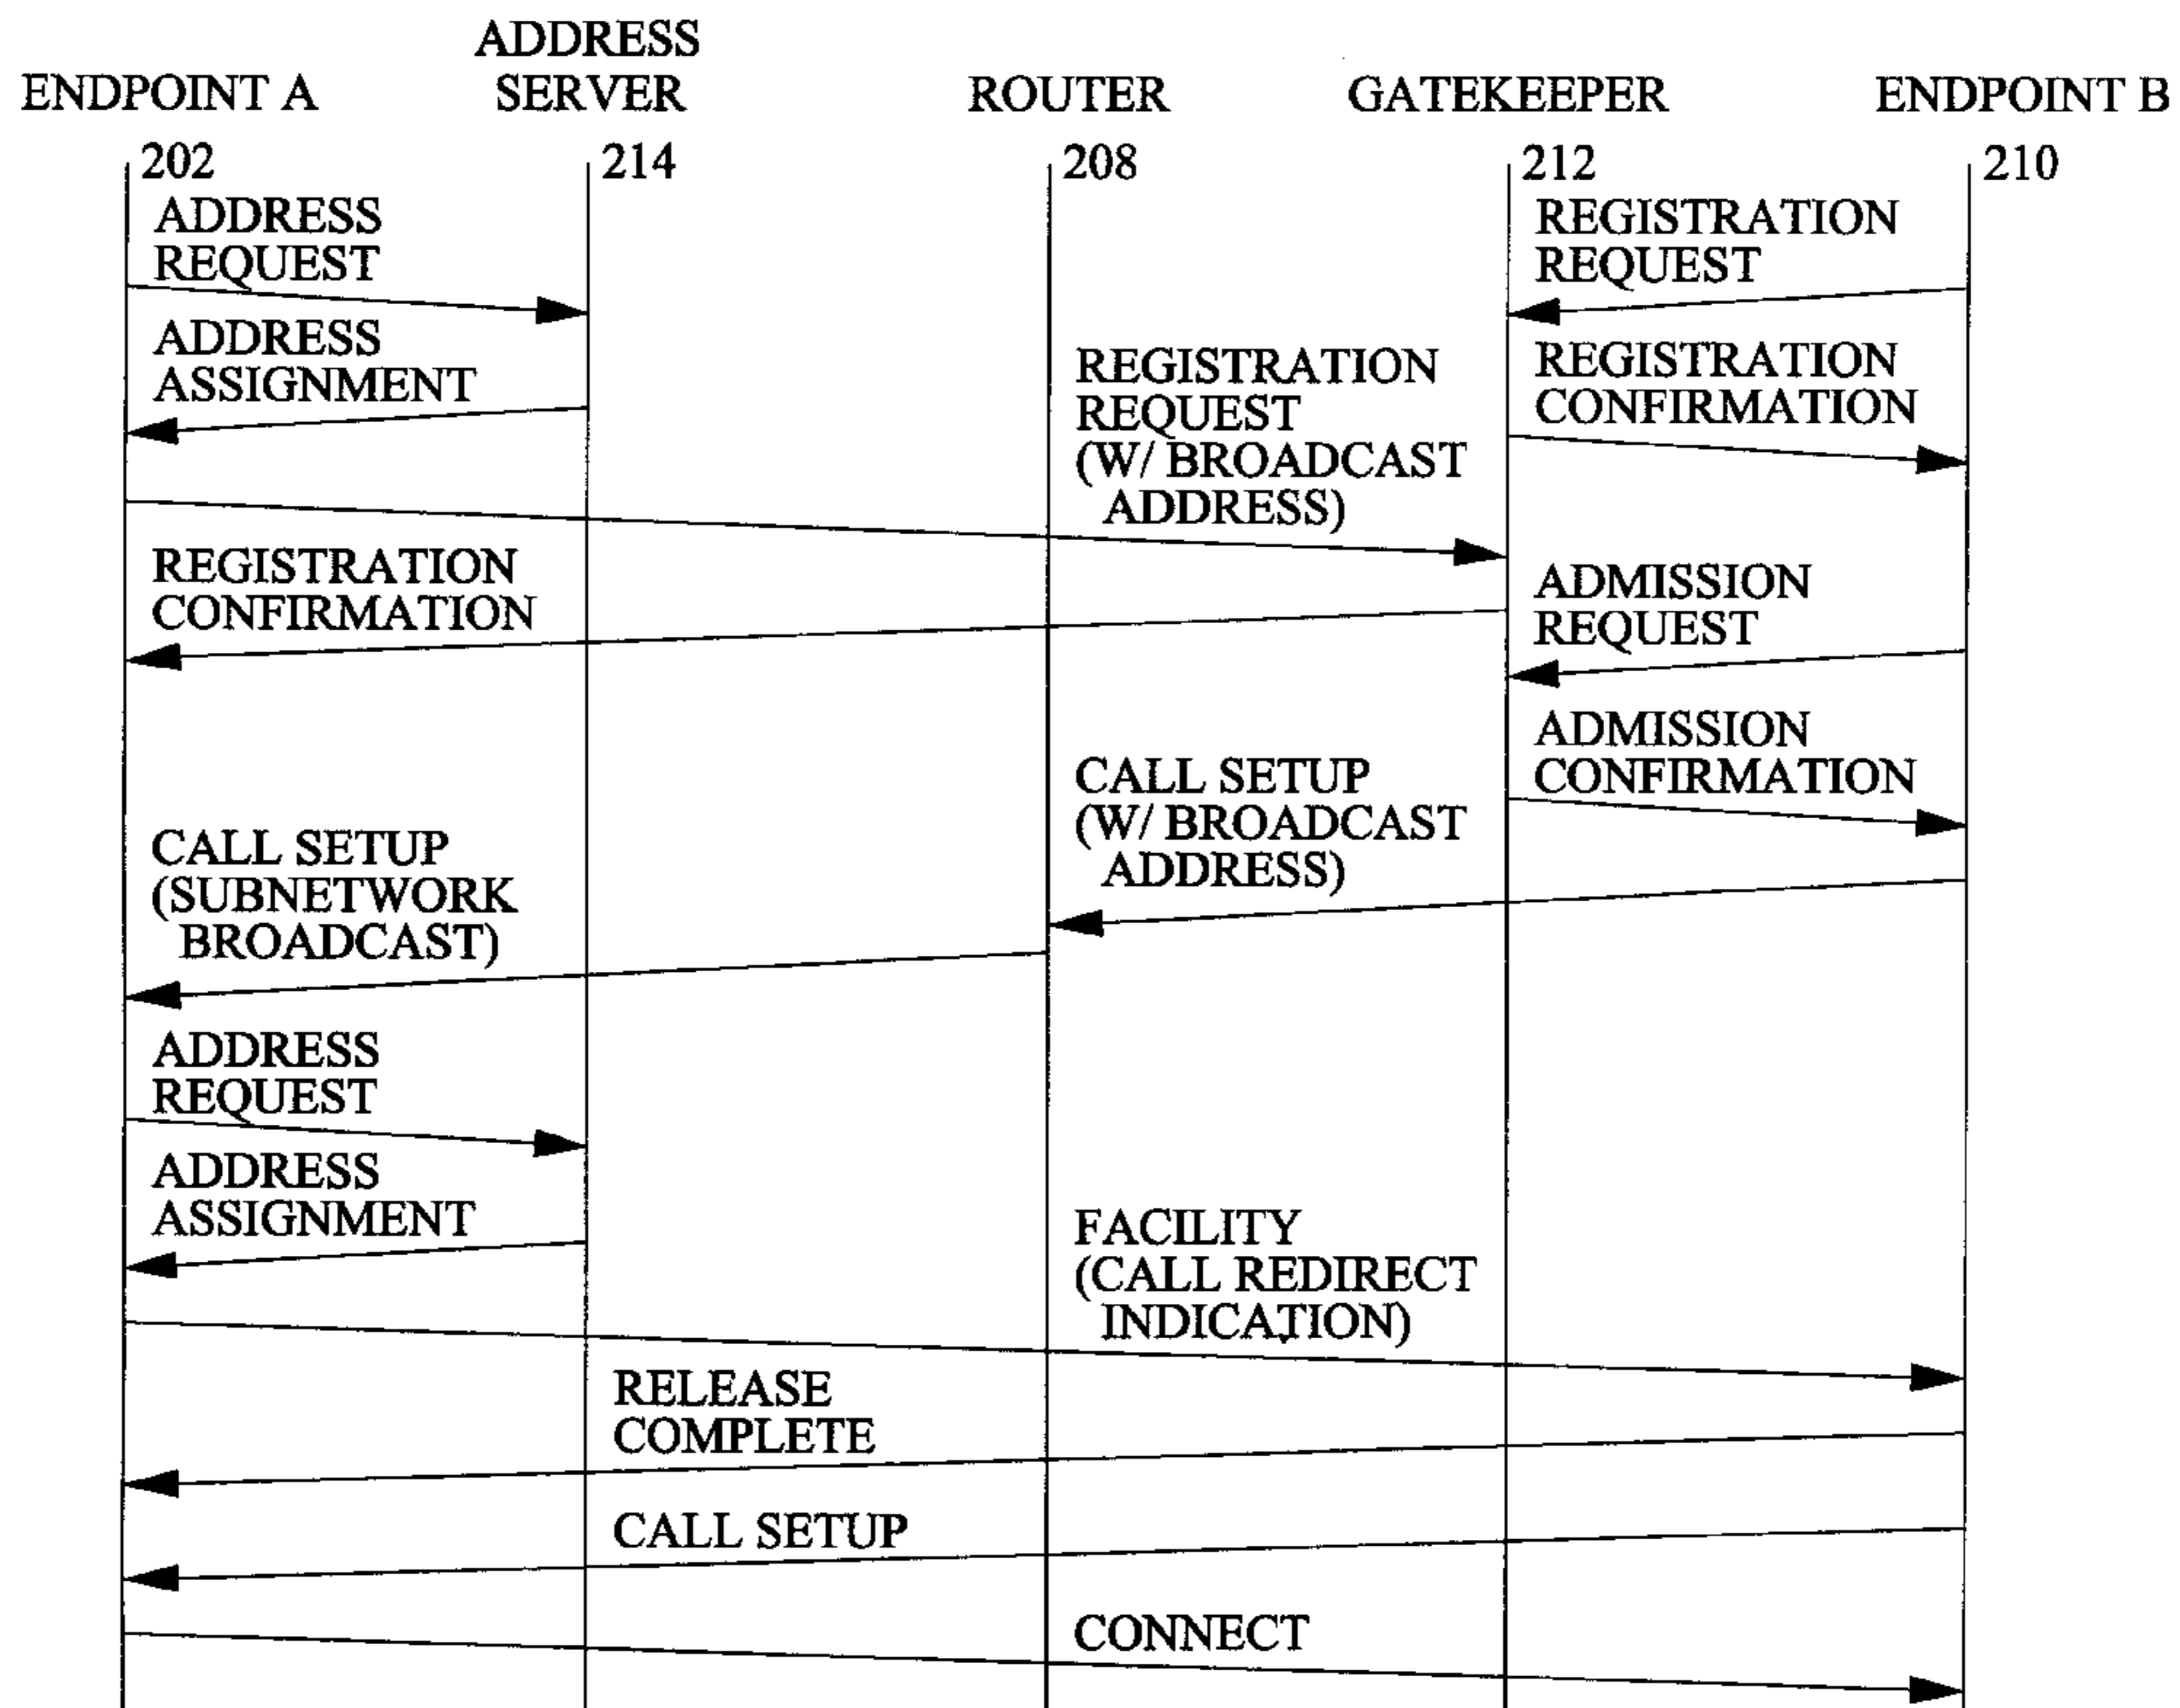 ADDRESS
ENDPOINT A SERVER ROUTER GATEKEEPER ENDPOINT B
202 214 208 212 210
ADDRESS
REQUEST
REGISTRATION
REQUEST
ADDRESS
ASSIGNMENT
REGISTRATION
REQUEST
(W/ BROADCAST
ADDRESS)
REGISTRATION
CONFIRMATION
REGISTRATION
CONFIRMATION
ADMISSION
REQUEST
ADMISSION
CONFIRMATION
CALL SETUP
(W/ BROADCAST
ADDRESS)
CALL SETUP
(SUBNETWORK
BROADCAST)
ADDRESS
REQUEST
ADDRESS
ASSIGNMENT
FACILITY
(CALL REDIRECT
INDICATION)
RELEASE
COMPLETE
CALL SETUP
CONNECT